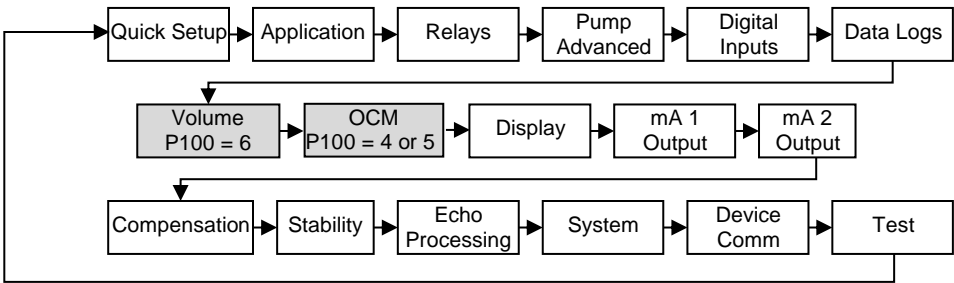 Quick Setup
Application
Relays
Pump
Advanced
Digital
Inputs
Data Logs
Volume
P100 = 6
OCM
P100 = 4 or 5
Display
mA 1
Output
mA 2
Output
Compensation
Stability
Echo
Processing
System
Device
Comm
Test